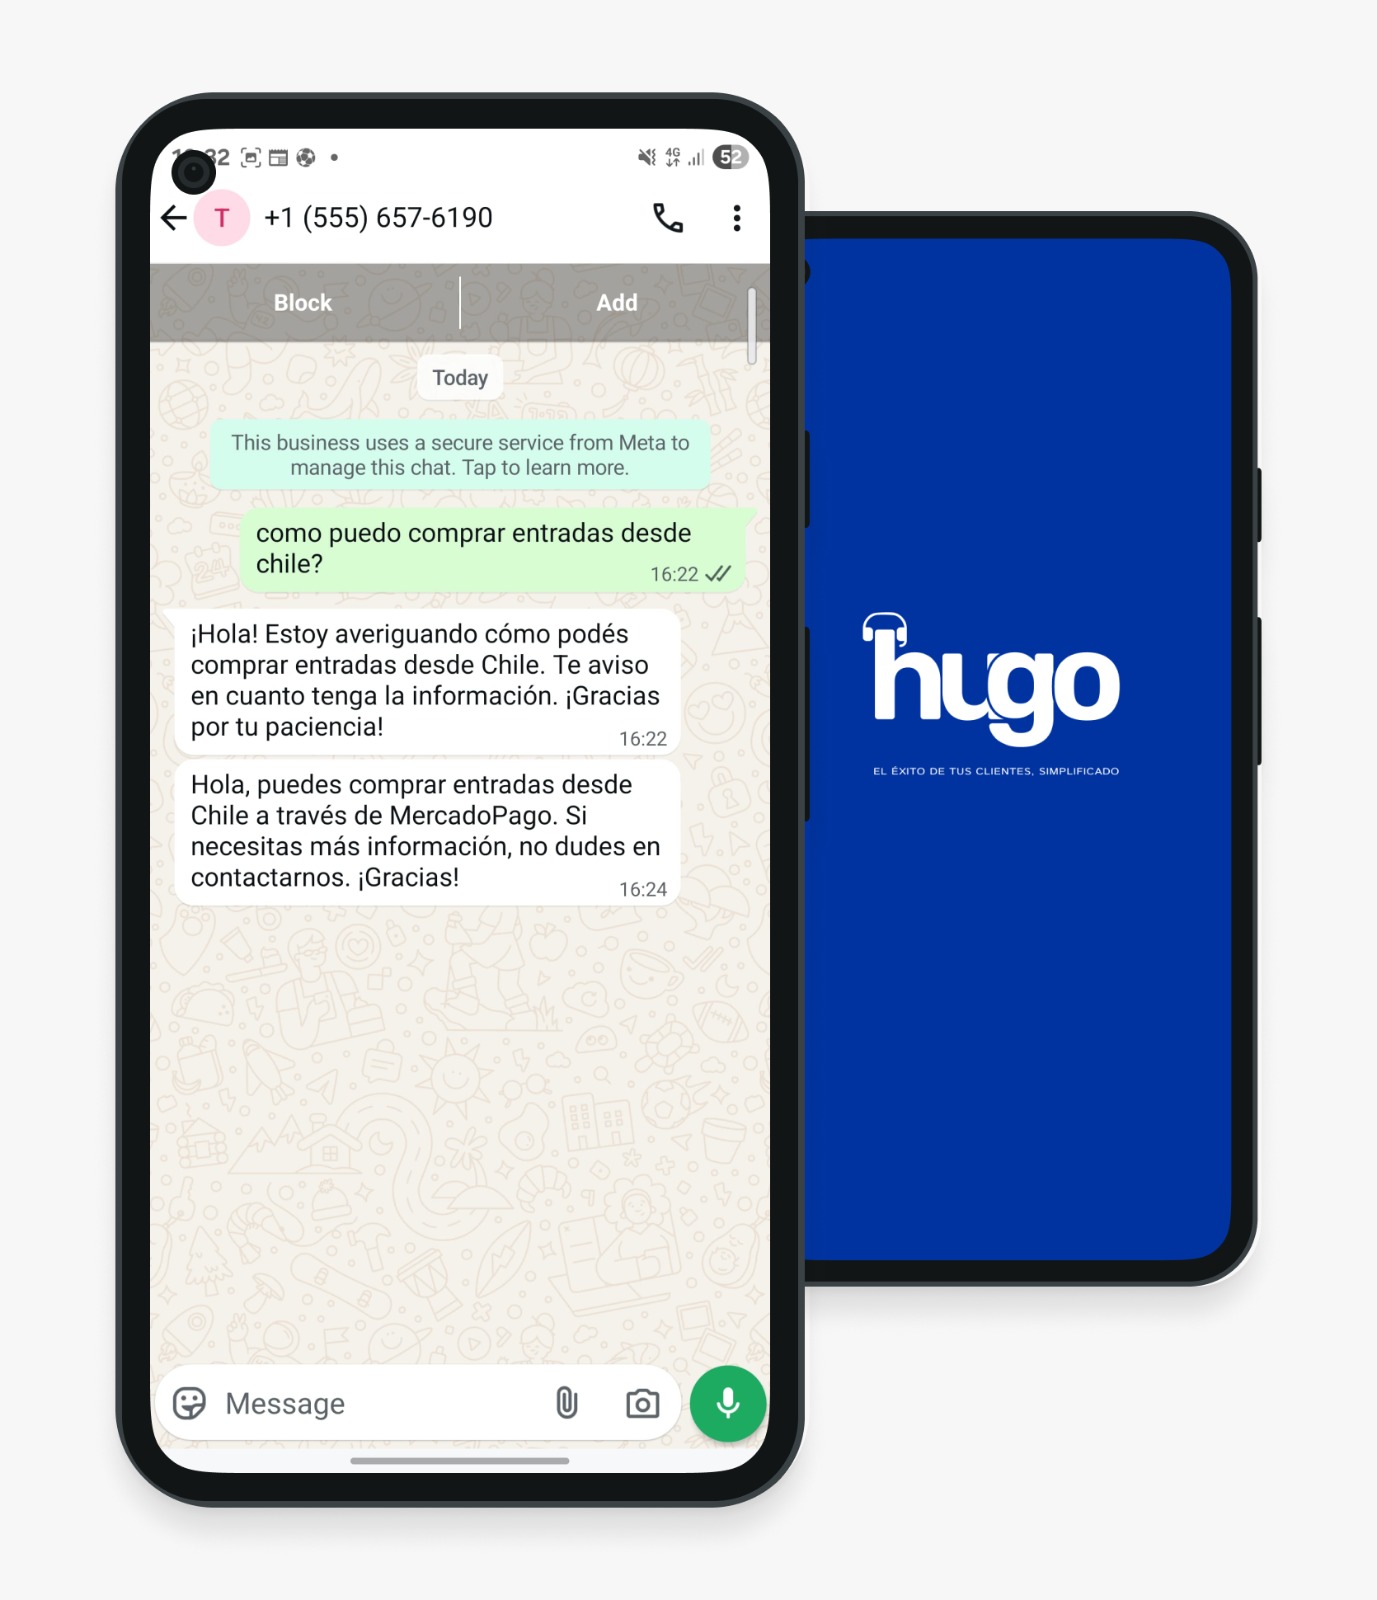 52
4G
T
+1 (555) 657-6190
Block
Add
Today
This business uses a secure service from Meta to
manage this chat. Tap to learn more.
como puedo comprar entradas desde
chile?
16:22
¡Hola! Estoy averiguando cómo podés
comprar entradas desde Chile. Te aviso
en cuanto tenga la información. ¡Gracias
por tu paciencia!
16:22
Hola, puedes comprar entradas desde
Chile a través de MercadoPago. Si
necesitas más información, no dudes en
contactarnos. ¡Gracias!
16:24
Message
hugo
EL ÉXITO DE TUS CLIENTES, SIMPLIFICADO